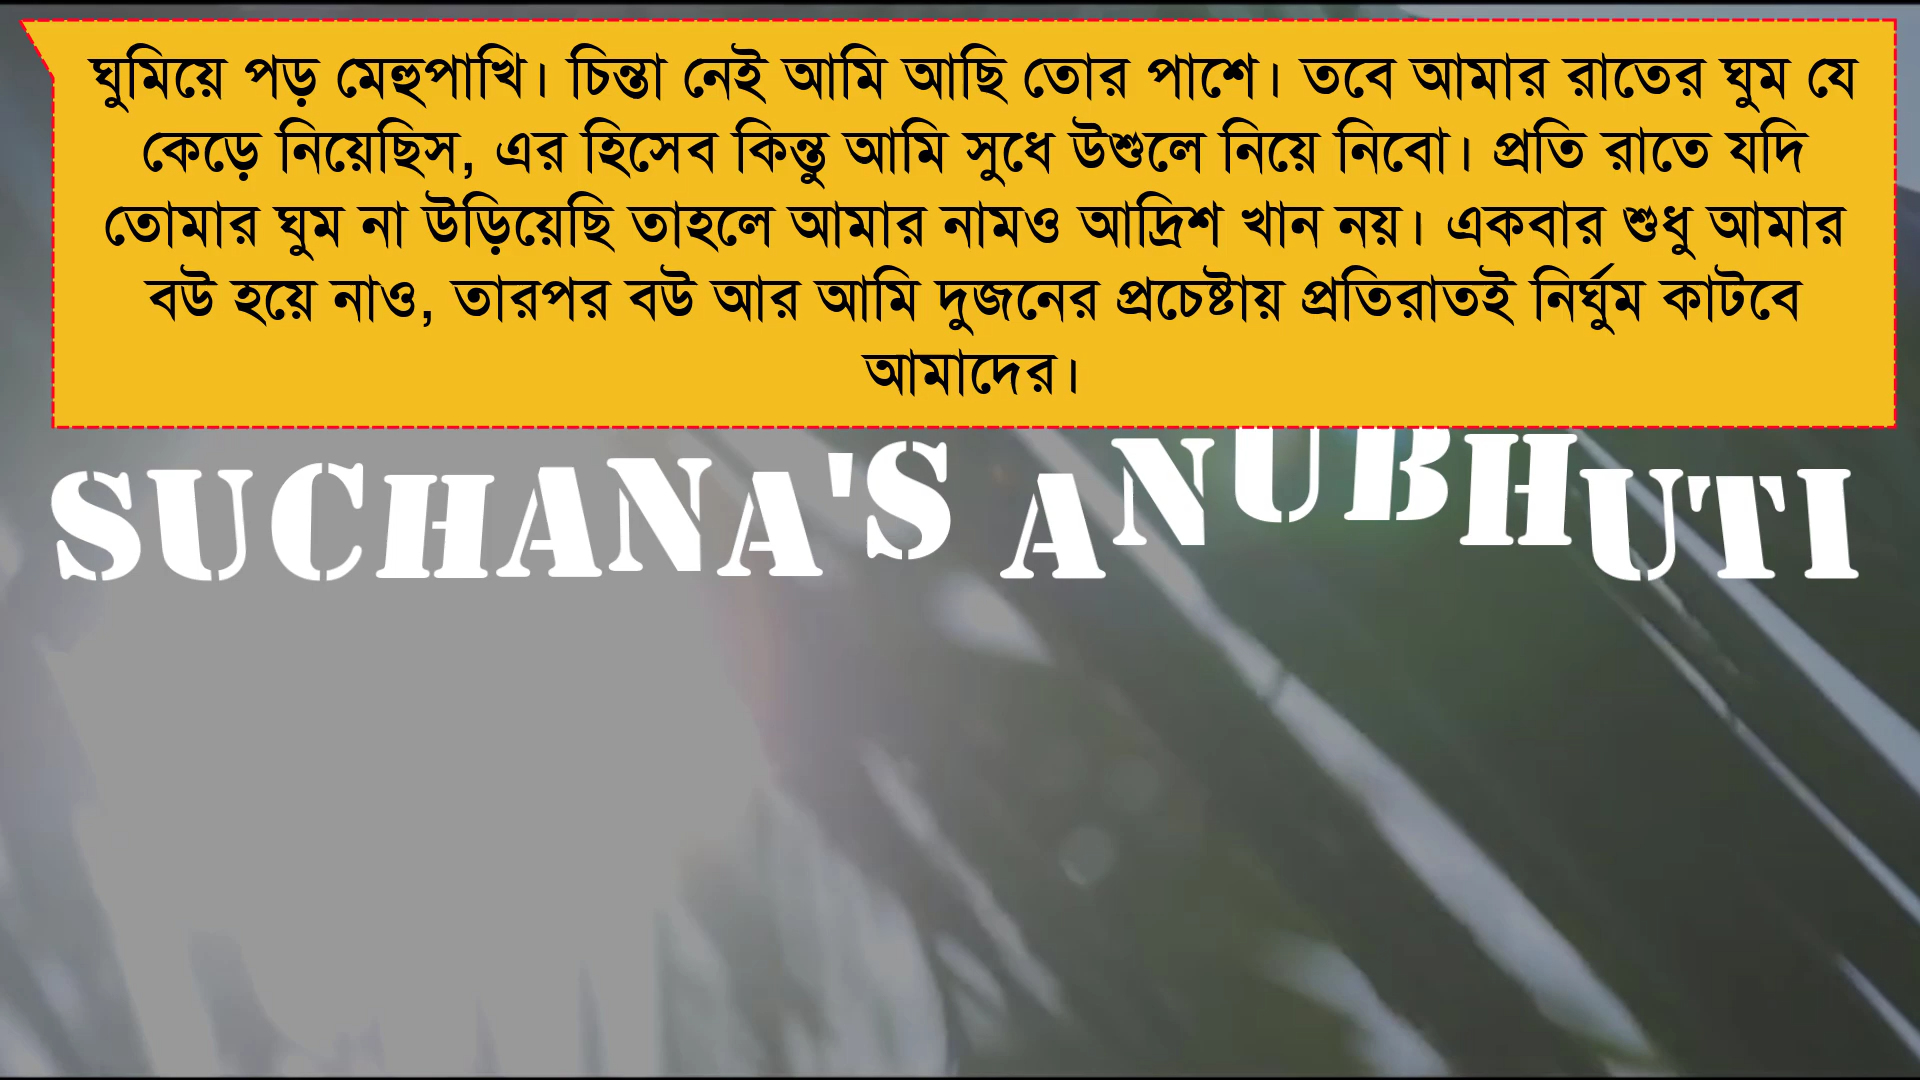 ঘুমিয়ে পড় মেহুপাখি। চিন্তা নেই আমি আছি তোর পাশে। তবে আমার রাতের ঘুম যে
কেড়ে নিয়েছিস, এর হিসেব কিন্তু আমি সুধে উশুলে নিয়ে নিবো। প্রতি রাতে যদি
তোমার ঘুম না উড়িয়েছি তাহলে আমার নামও আদ্রিশ খান নয়। একবার শুধু আমার
বউ হয়ে নাও, তারপর বউ আর আমি দুজনের প্রচেষ্টায় প্রতিরাতই নির্ঘুম কাটবে
আমাদের।
SUCHANA'S ANUBHUTI